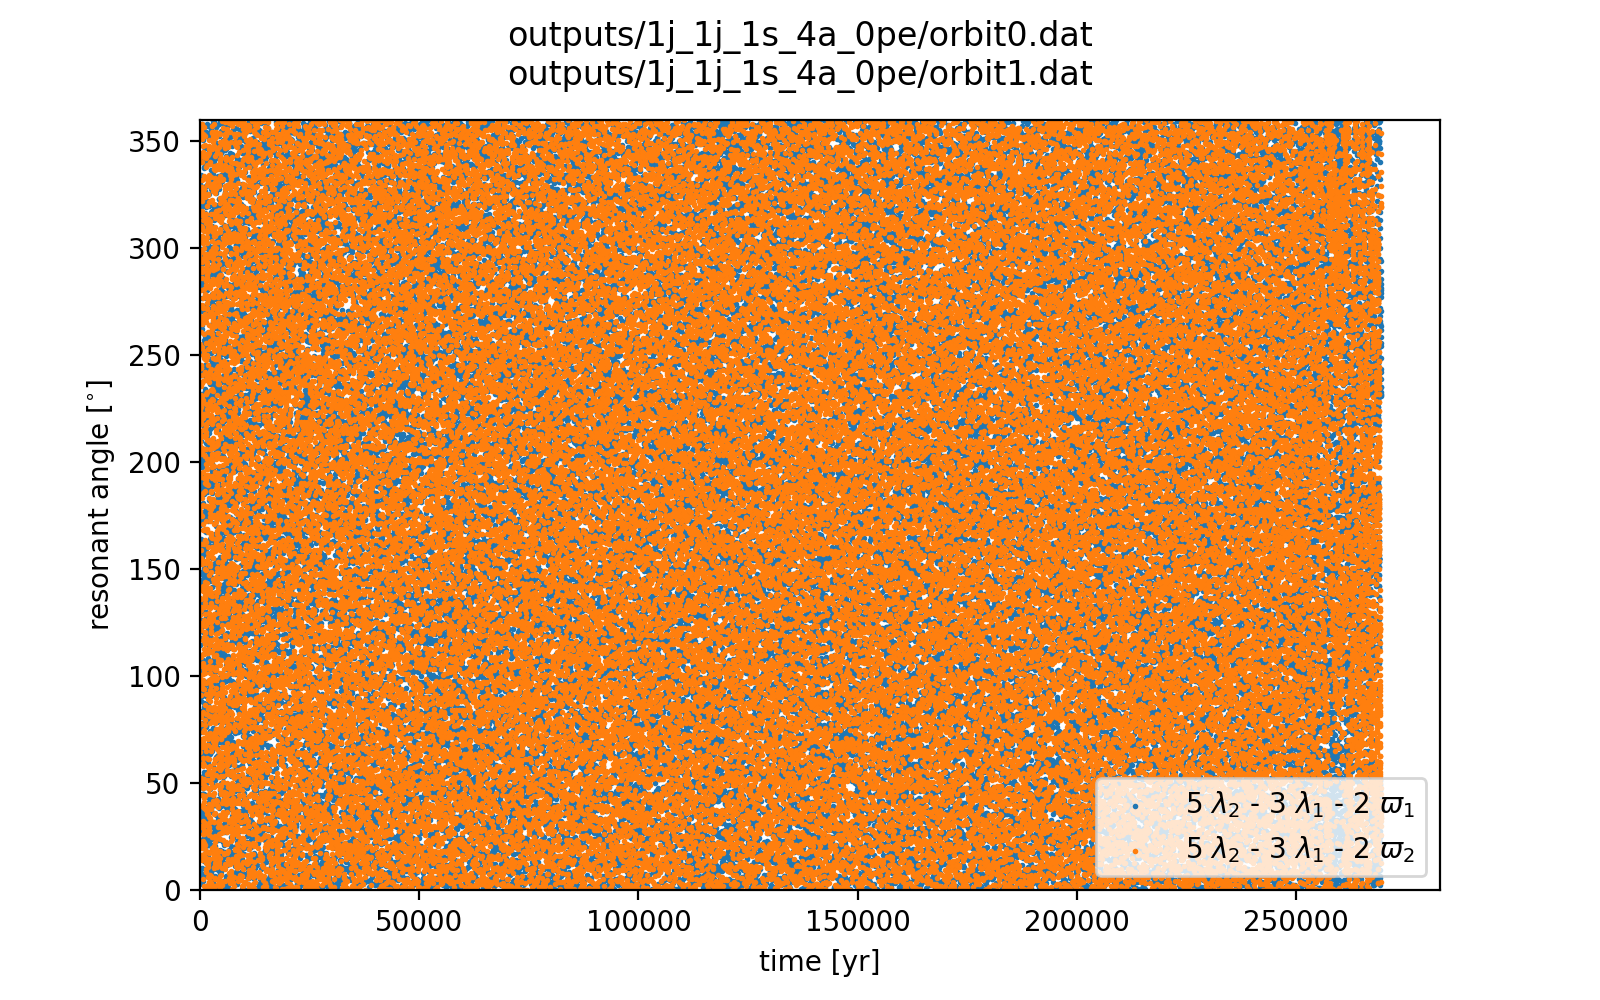 outputs/1j_1j_1s_4a_0pe/orbit0.dat
outputs/1j_1j_1s_4a_0pe/orbit1.dat
350
300
250
200
150
100
50
0
resonant angle [°]
5 λ₂ - 3 λ₁ - 2 ϖ₁
5 λ₂ - 3 λ₁ - 2 ϖ₂
0 50000 100000 150000 200000 250000
time [yr]